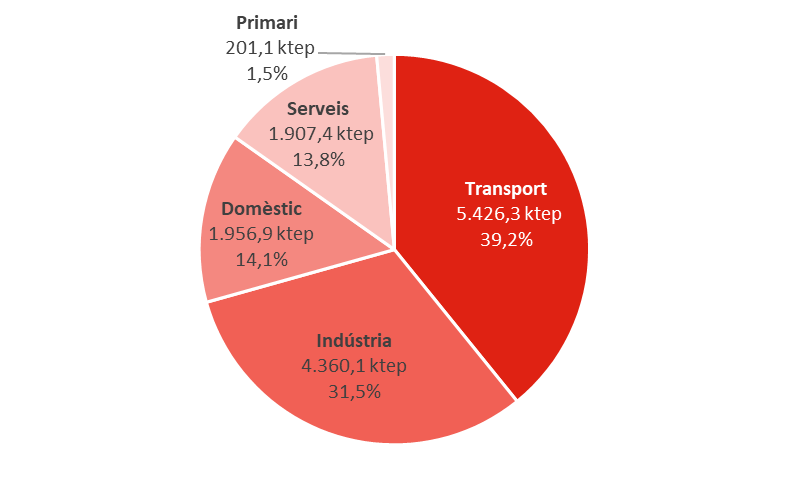 Primari
201,1 ktep
1,5%
Serveis
1.907,4 ktep
13,8%
Transport
5.426,3 ktep
39,2%
Domèstic
1.956,9 ktep
14,1%
Indústria
4.360,1 ktep
31,5%